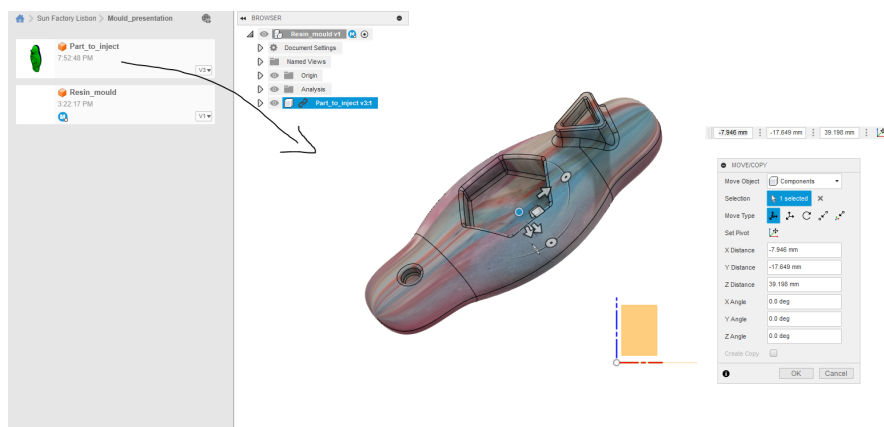 Sun Factory Lisbon > Mould_presentation
Part_to_inject
7:52:48 PM
V3
Resin_mould
3:22:17 PM
V1
BROWSER
Resin_mould v1
Document Settings
Named Views
Origin
Analysis
Part_to_inject v3:1
-7.946 mm
-17.649 mm
39.198 mm
MOVE/COPY
Move Object Components
Selection 1 selected
Move Type
Set Pivot
X Distance -7.946 mm
Y Distance -17.649 mm
Z Distance 39.198 mm
X Angle 0.0 deg
Y Angle 0.0 deg
Z Angle 0.0 deg
Create Copy
OK Cancel